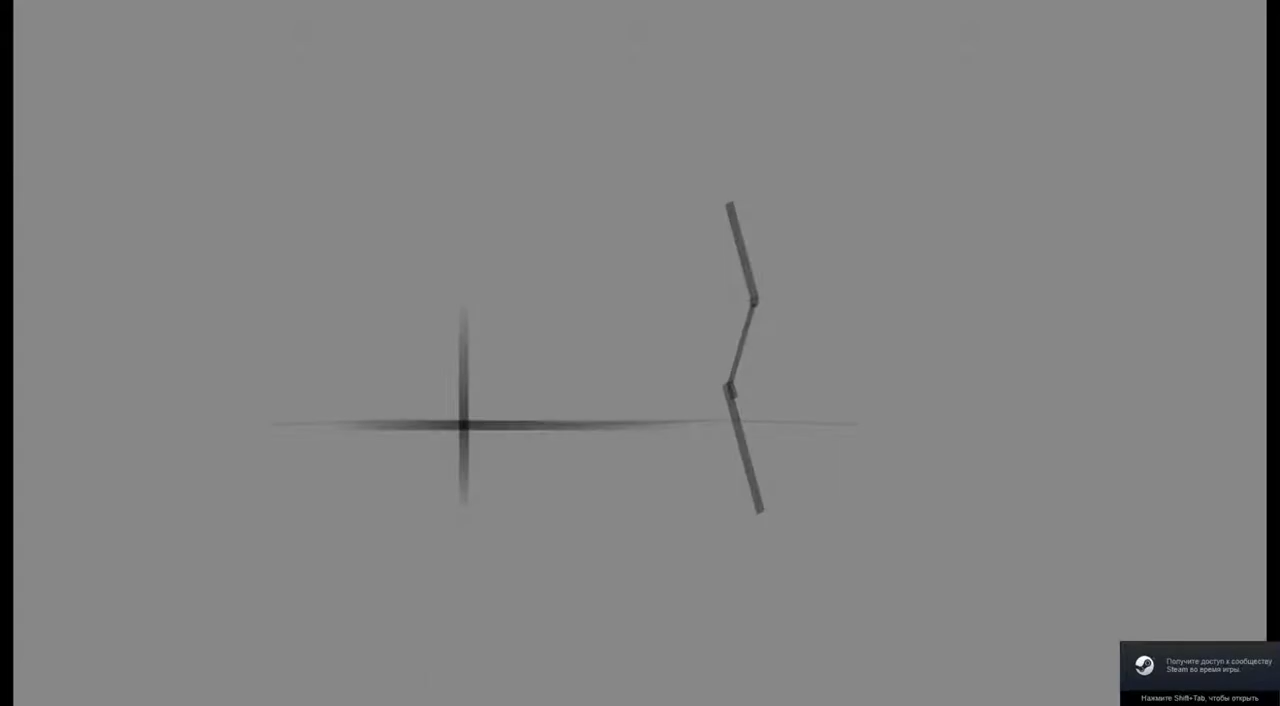 Получите доступ к сообществу
Steam во время игры.
Нажмите Shift+Tab, чтобы открыть